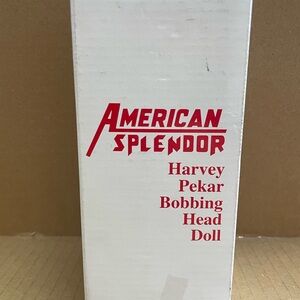 AMERICAN
SPLENDOR
Harvey
Pekar
Bobbing
Head
Doll